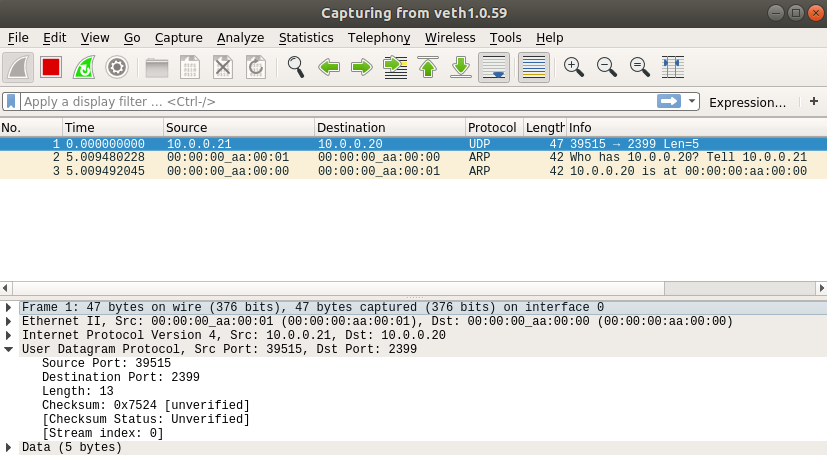 Capturing from veth1.0.59
File Edit View Go Capture Analyze Statistics Telephony Wireless Tools Help
Apply a display filter ... <Ctrl-/> Expression... +
No. Time Source Destination Protocol Length Info
1 0.000000000 10.0.0.21 10.0.0.20 UDP 47 39515 → 2399 Len=5
2 5.009480228 00:00:00_aa:00:01 00:00:00_aa:00:00 ARP 42 Who has 10.0.0.20? Tell 10.0.0.21
3 5.009492045 00:00:00_aa:00:00 00:00:00_aa:00:01 ARP 42 10.0.0.20 is at 00:00:00:aa:00:00
Frame 1: 47 bytes on wire (376 bits), 47 bytes captured (376 bits) on interface 0
Ethernet II, Src: 00:00:00_aa:00:01 (00:00:00:aa:00:01), Dst: 00:00:00_aa:00:00 (00:00:00:aa:00:00)
Internet Protocol Version 4, Src: 10.0.0.21, Dst: 10.0.0.20
User Datagram Protocol, Src Port: 39515, Dst Port: 2399
Source Port: 39515
Destination Port: 2399
Length: 13
Checksum: 0x7524 [unverified]
[Checksum Status: Unverified]
[Stream index: 0]
Data (5 bytes)